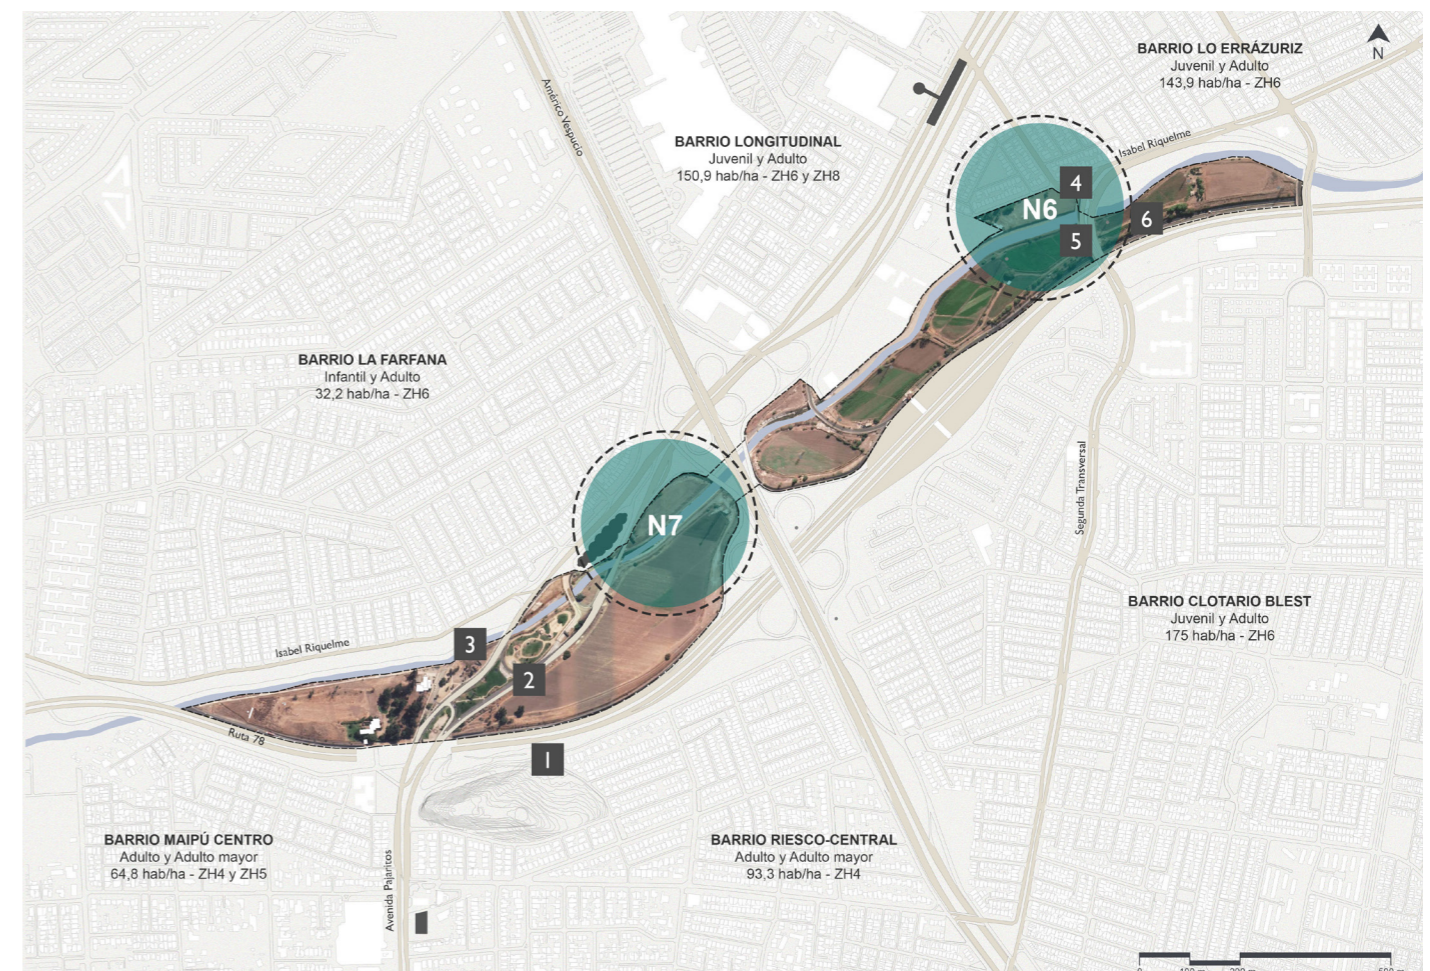 BARRIO LO ERRÁZURIZ
Juvenil y Adulto
143,9 hab/ha - ZH6
N
Américo Vespucio
BARRIO LONGITUDINAL
Juvenil y Adulto
150,9 hab/ha - ZH6 y ZH8
Isabel Riquelme
4
N6
6
5
BARRIO LA FARFANA
Infantil y Adulto
32,2 hab/ha - ZH6
Segunda Transversal
N7
BARRIO CLOTARIO BLEST
Juvenil y Adulto
175 hab/ha - ZH6
3
Isabel Riquelme
2
Ruta 78
1
BARRIO MAIPÚ CENTRO
Adulto y Adulto mayor
64,8 hab/ha - ZH4 y ZH5
BARRIO RIESCO-CENTRAL
Adulto y Adulto mayor
93,3 hab/ha - ZH4
Avenida Pajaritos